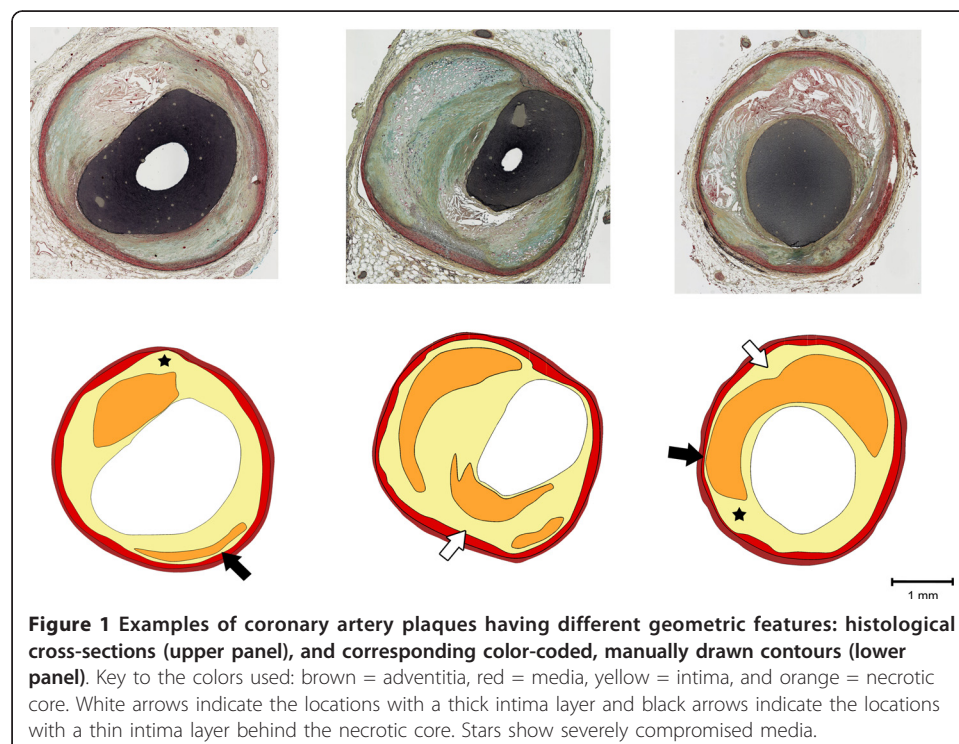 1 mm
Figure 1 Examples of coronary artery plaques having different geometric features: histological
cross-sections (upper panel), and corresponding color-coded, manually drawn contours (lower
panel). Key to the colors used: brown = adventitia, red = media, yellow = intima, and orange = necrotic
core. White arrows indicate the locations with a thick intima layer and black arrows indicate the locations
with a thin intima layer behind the necrotic core. Stars show severely compromised media.